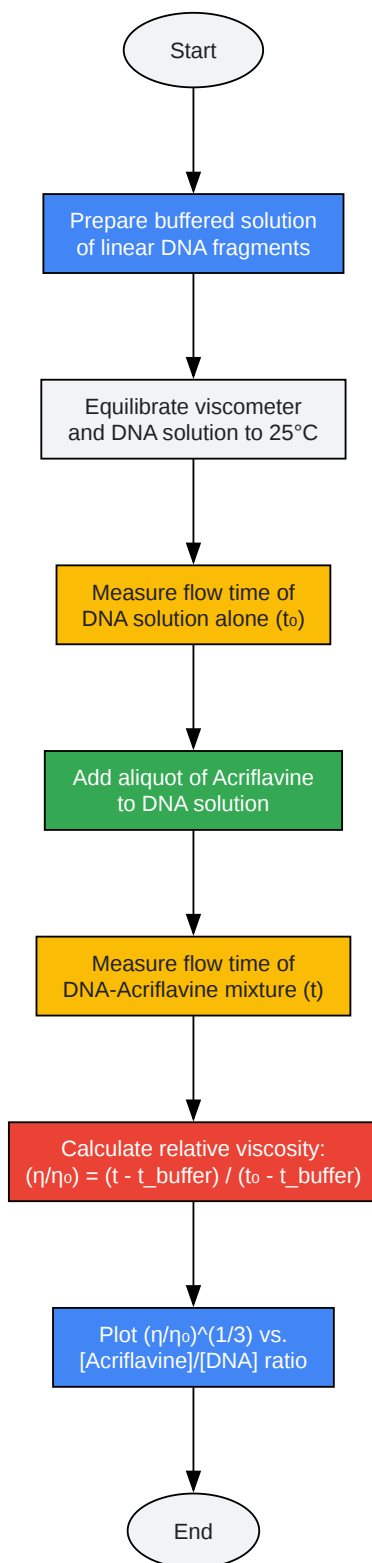 Start
Prepare buffered solution
of linear DNA fragments
Equilibrate viscometer
and DNA solution to 25°C
Measure flow time of
DNA solution alone (t₀)
Add aliquot of Acriflavine
to DNA solution
Measure flow time of
DNA-Acriflavine mixture (t)
Calculate relative viscosity:
(η/η₀) = (t - t_buffer) / (t₀ - t_buffer)
Plot (η/η₀)^(1/3) vs.
[Acriflavine]/[DNA] ratio
End